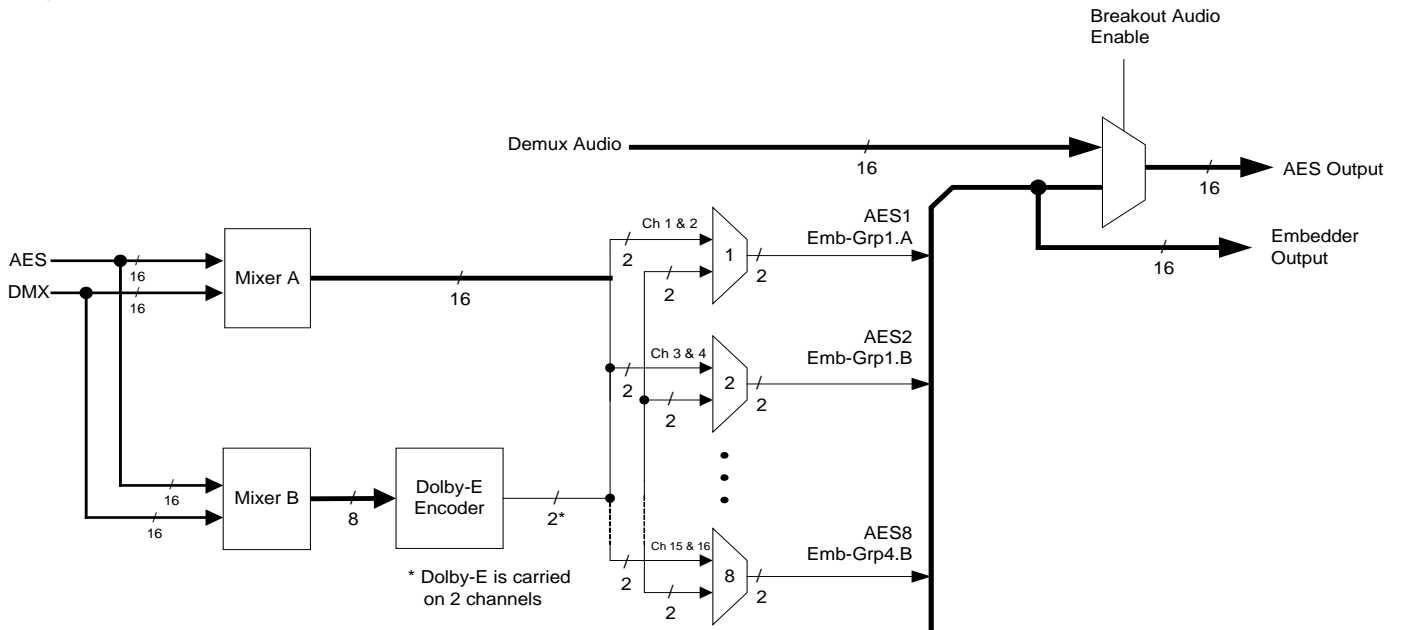 Breakout Audio
Enable
Demux Audio
16
16
AES Output
Embedder
Output
16
AES
DMX
16
16
Mixer A
16
Ch 1 & 2
2
2
1
2
AES1
Emb-Grp1.A
Ch 3 & 4
2
2
2
2
AES2
Emb-Grp1.B
16
16
Mixer B
8
Dolby-E
Encoder
2*
* Dolby-E is carried
on 2 channels
Ch 15 & 16
2
2
8
2
AES8
Emb-Grp4.B